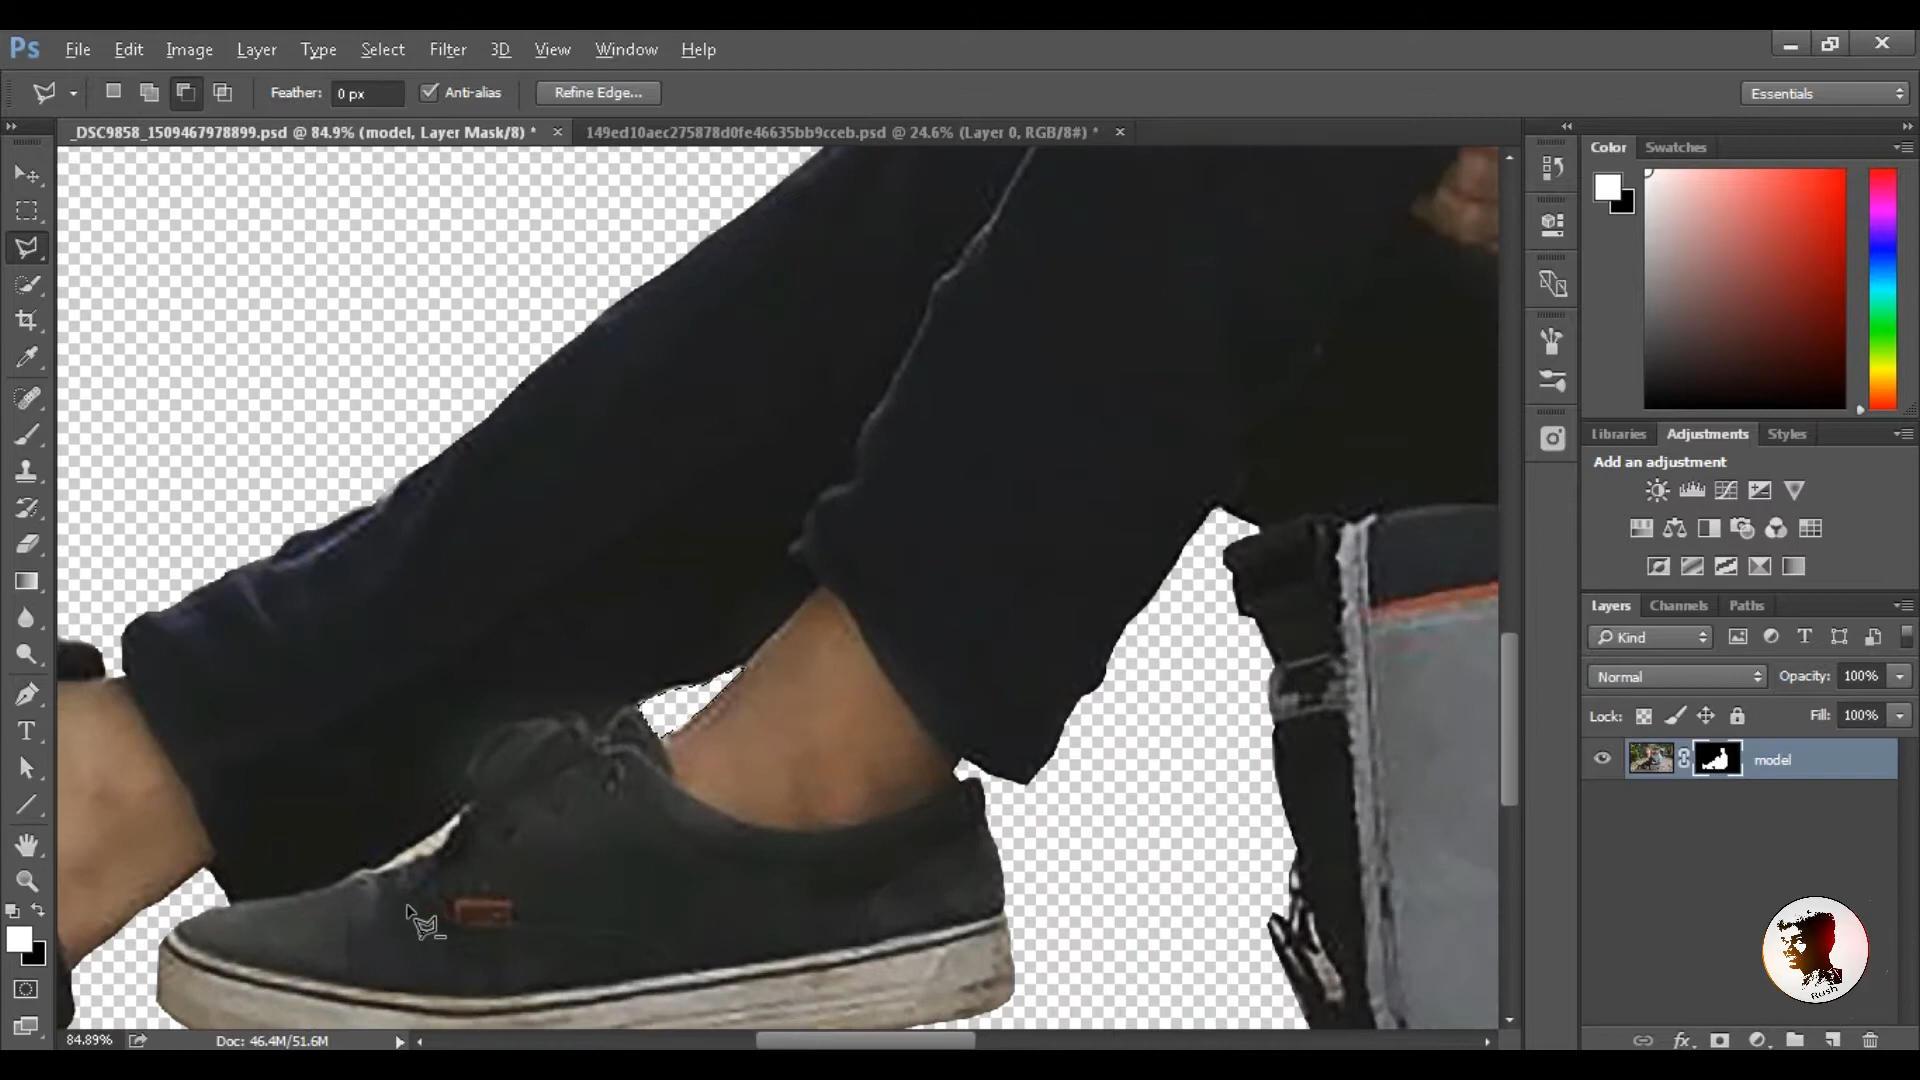 Ps File Edit Image Layer Type Select Filter 3D View Window Help
Feather: 0 px Anti-alias Refine Edge... Essentials
_DSC9858_1509467978899.psd @ 84.9% (model, Layer Mask/8) * × 149ed10aec275878d0fe46635bb9cceb.psd @ 24.6% (Layer 0, RGB/8#) * ×
Color Swatches
Libraries Adjustments Styles
Add an adjustment
Layers Channels Paths
Kind
Normal Opacity: 100%
Lock: Fill: 100%
model
Rush
84.89% Doc: 46.4M/51.6M
fx